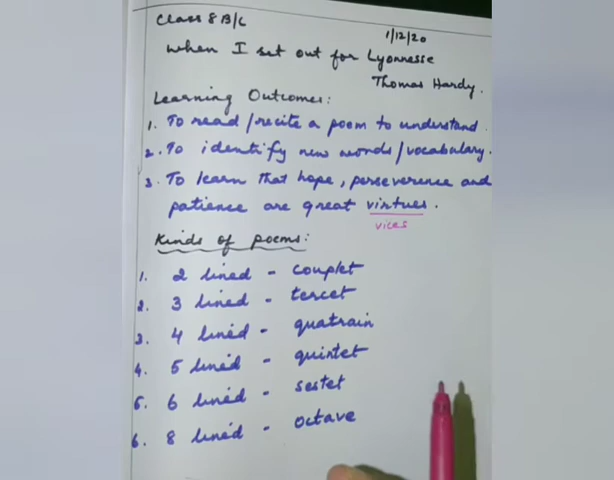 Class 8 B/C
1/12/20
when I set out for Lyonnesse
Thomas Hardy.
Learning Outcomes:
1. To read/recite a poem to understand.
2. To identify new words/vocabulary.
3. To learn that hope, perseverence and
patience are great virtues.
vices
Kinds of poems:
1. 2 lined - couplet
2. 3 lined - tercet
3. 4 lined - quatrain
4. 5 lined - quintet
5. 6 lined - sestet
6. 8 lined - octave